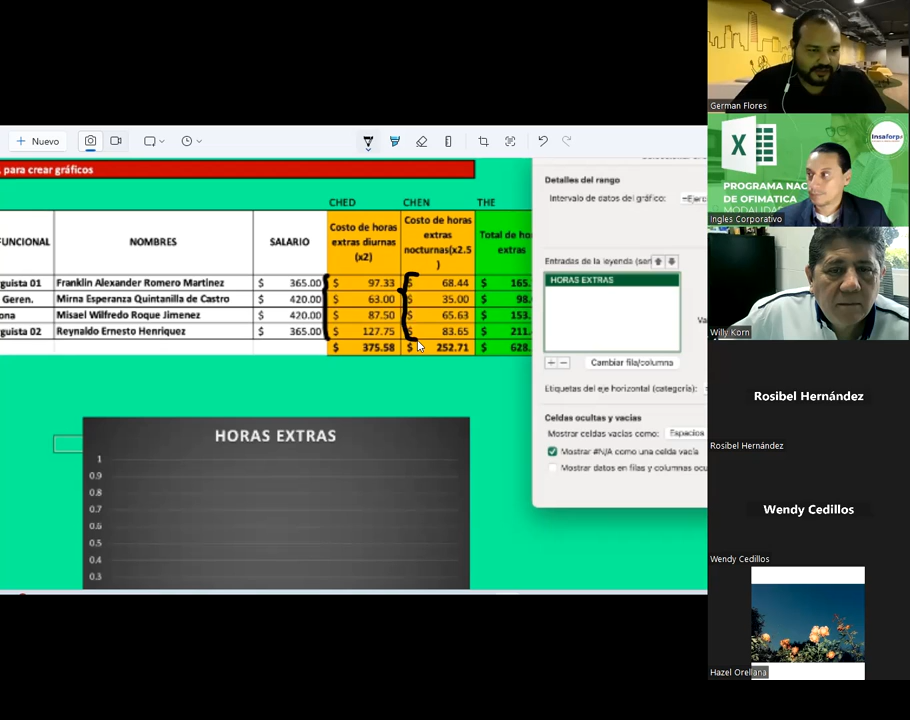 Nuevo
para crear gráficos
CHED CHEN THE
FUNCIONAL NOMBRES SALARIO Costo de horas extras diurnas (x2) Costo de horas extras nocturnas(x2.5) Total de extras
guista 01 Franklin Alexander Romero Martinez $ 365.00 $ 97.33 $ 68.44 $ 165.
Geren. Mirna Esperanza Quintanilla de Castro $ 420.00 $ 63.00 $ 35.00 $ 98.
ona Misael Wilfredo Roque Jimenez $ 420.00 $ 87.50 $ 65.63 $ 153.
guista 02 Reynaldo Ernesto Henriquez $ 365.00 $ 127.75 $ 83.65 $ 211.
$ 375.58 $ 252.71 $ 628.
HORAS EXTRAS
1
0.9
0.8
0.7
0.6
0.5
0.4
0.3
Detalles del rango
Intervalo de datos del gráfico: =Ejerc
Entradas de la leyenda (ser
HORAS EXTRAS
Va
+ − Cambiar fila/columna
Etiquetas del eje horizontal (categoría):
Celdas ocultas y vacías
Mostrar celdas vacías como: Espacios
Mostrar #N/A como una celda vacía
Mostrar datos en filas y columnas ocu
German Flores
X
Insaforp
PROGRAMA NAC
DE OFIMATICA
MODALIDA
Ingles Corporativo
Willy Korn
Rosibel Hernández
Rosibel Hernández
Wendy Cedillos
Wendy Cedillos
Hazel Orellana